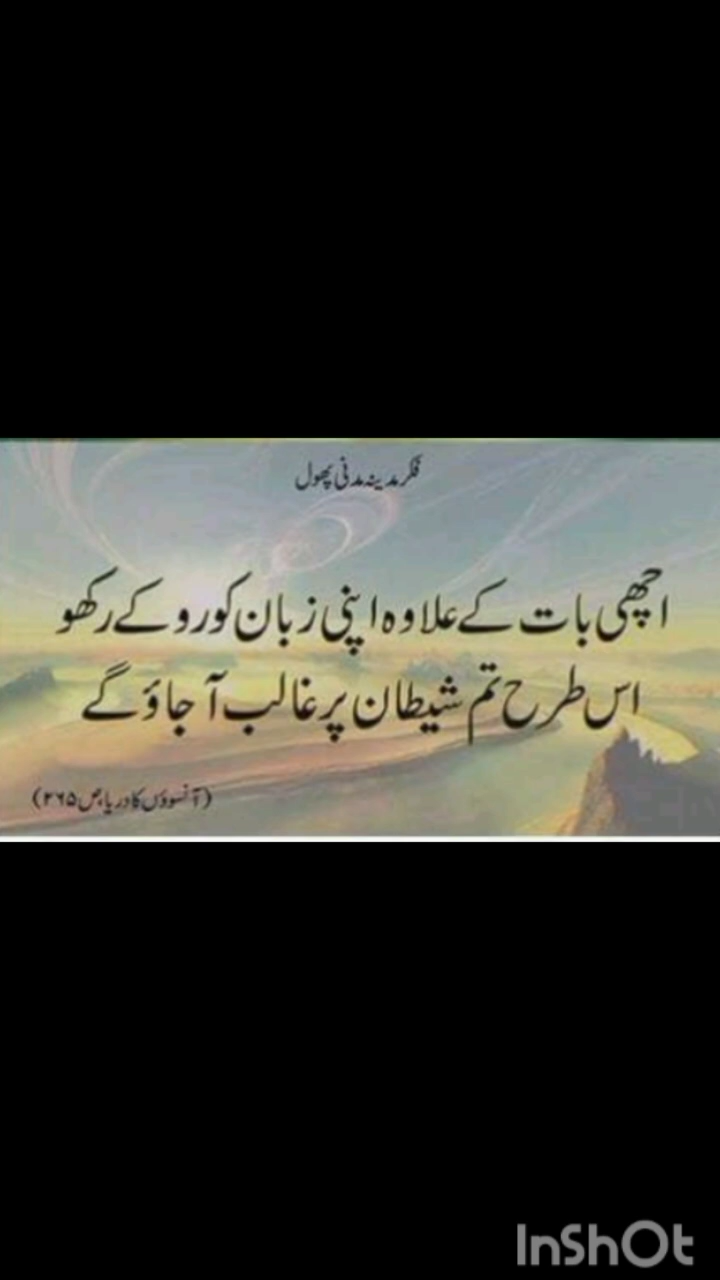 فکر مدینہ مدنی پھول
اچھی بات کے علاوہ اپنی زبان کو روکے رکھو
اس طرح تم شیطان پر غالب آ جاؤ گے
(آنسوؤں کا دریا، ص ۲۶۵)
InShOt